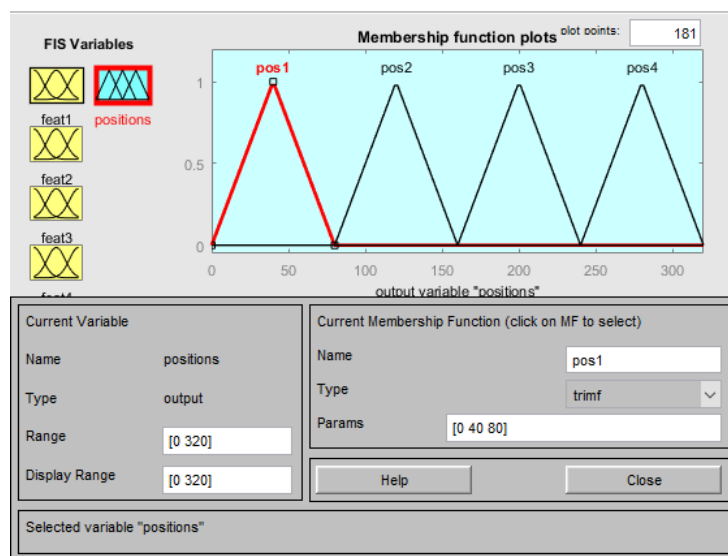 FIS Variables
Membership function plots
plot points:
181
feat1
positions
feat2
feat3
pos1
pos2
pos3
pos4
1
0.5
0
0
50
100
150
200
250
300
output variable "positions"
Current Variable
Name
positions
Type
output
Range
[0 320]
Display Range
[0 320]
Current Membership Function (click on MF to select)
Name
pos1
Type
trimf
Params
[0 40 80]
Help
Close
Selected variable "positions"